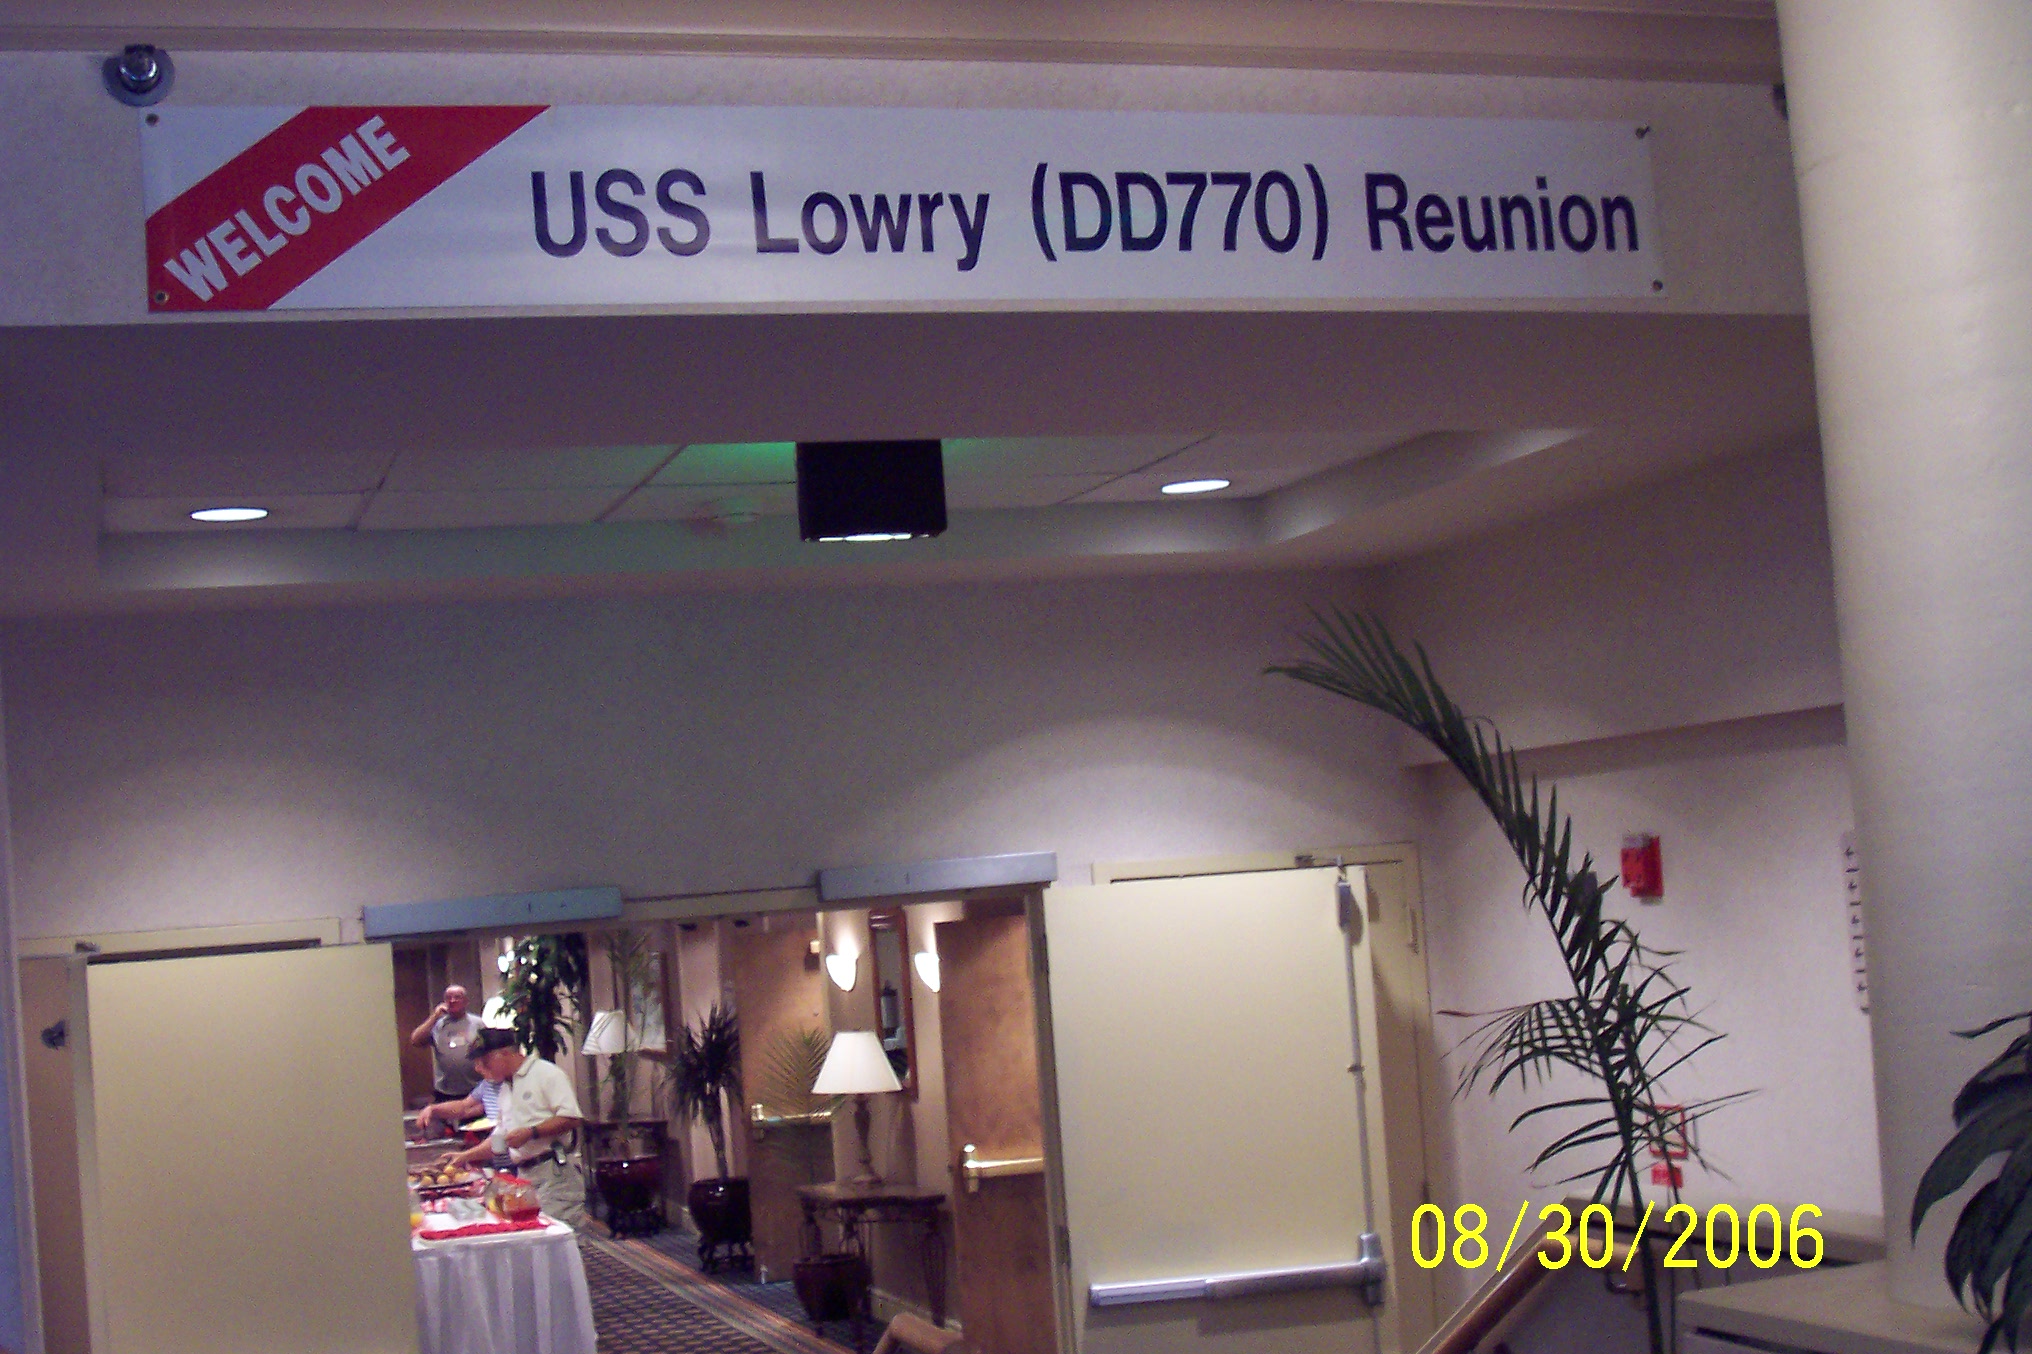 WELCOME
USS Lowry (DD770) Reunion
08/30/2006